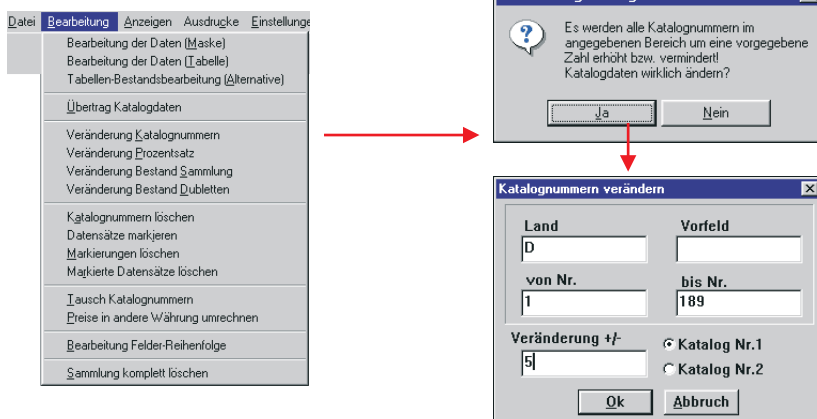 Datei Bearbeitung Anzeigen Ausdrucke
Bearbeitung der Daten (Maske)
Bearbeitung der Daten (Tabelle)
Tabellen-Bestandsbearbeitung (Alternative)
Übertrag Katalogdaten
Veränderung Katalognummern
Veränderung Prozentsatz
Veränderung Bestand Sammlung
Veränderung Bestand Dubletten
Katalognummern löschen
Datensätze markieren
Markierungen löschen
Markierte Datensätze löschen
Tausch Katalognummern
Preise in andere Währung umrechnen
Bearbeitung Felder-Reihenfolge
Sammlung komplett löschen
Es werden alle Katalognummern im
angegebenen Bereich um eine vorgegebene
Zahl erhöht bzw. vermindert!
Katalogdaten wirklich ändern?
Ja Nein
Katalognummern verändern
Land Vorfeld
D
von Nr. bis Nr.
1 189
Veränderung +/- Katalog Nr.1
5 Katalog Nr.2
Ok Abbruch